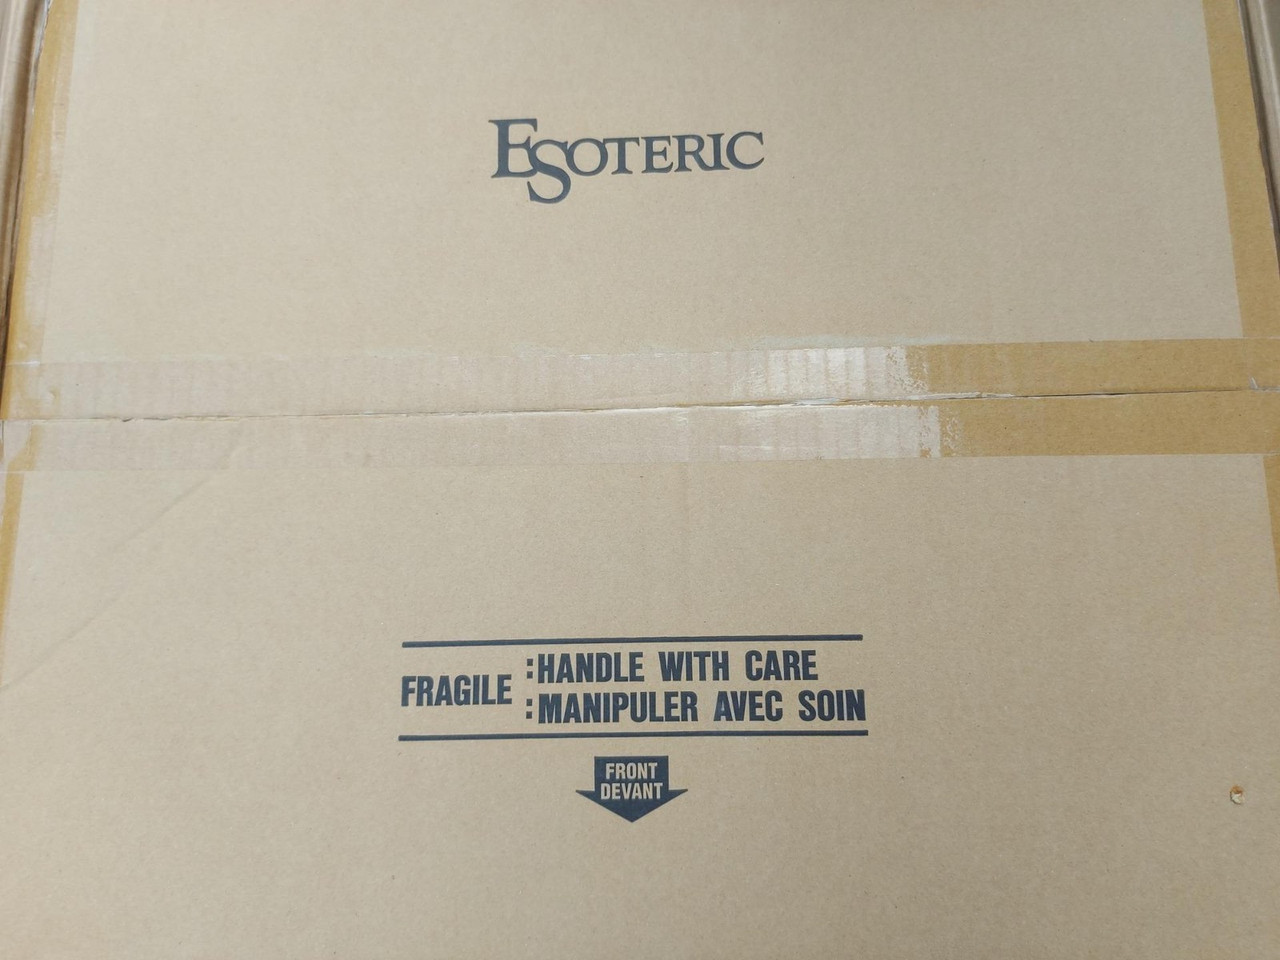 ESOTERIC
FRAGILE :HANDLE WITH CARE
:MANIPULER AVEC SOIN
FRONT
DEVANT